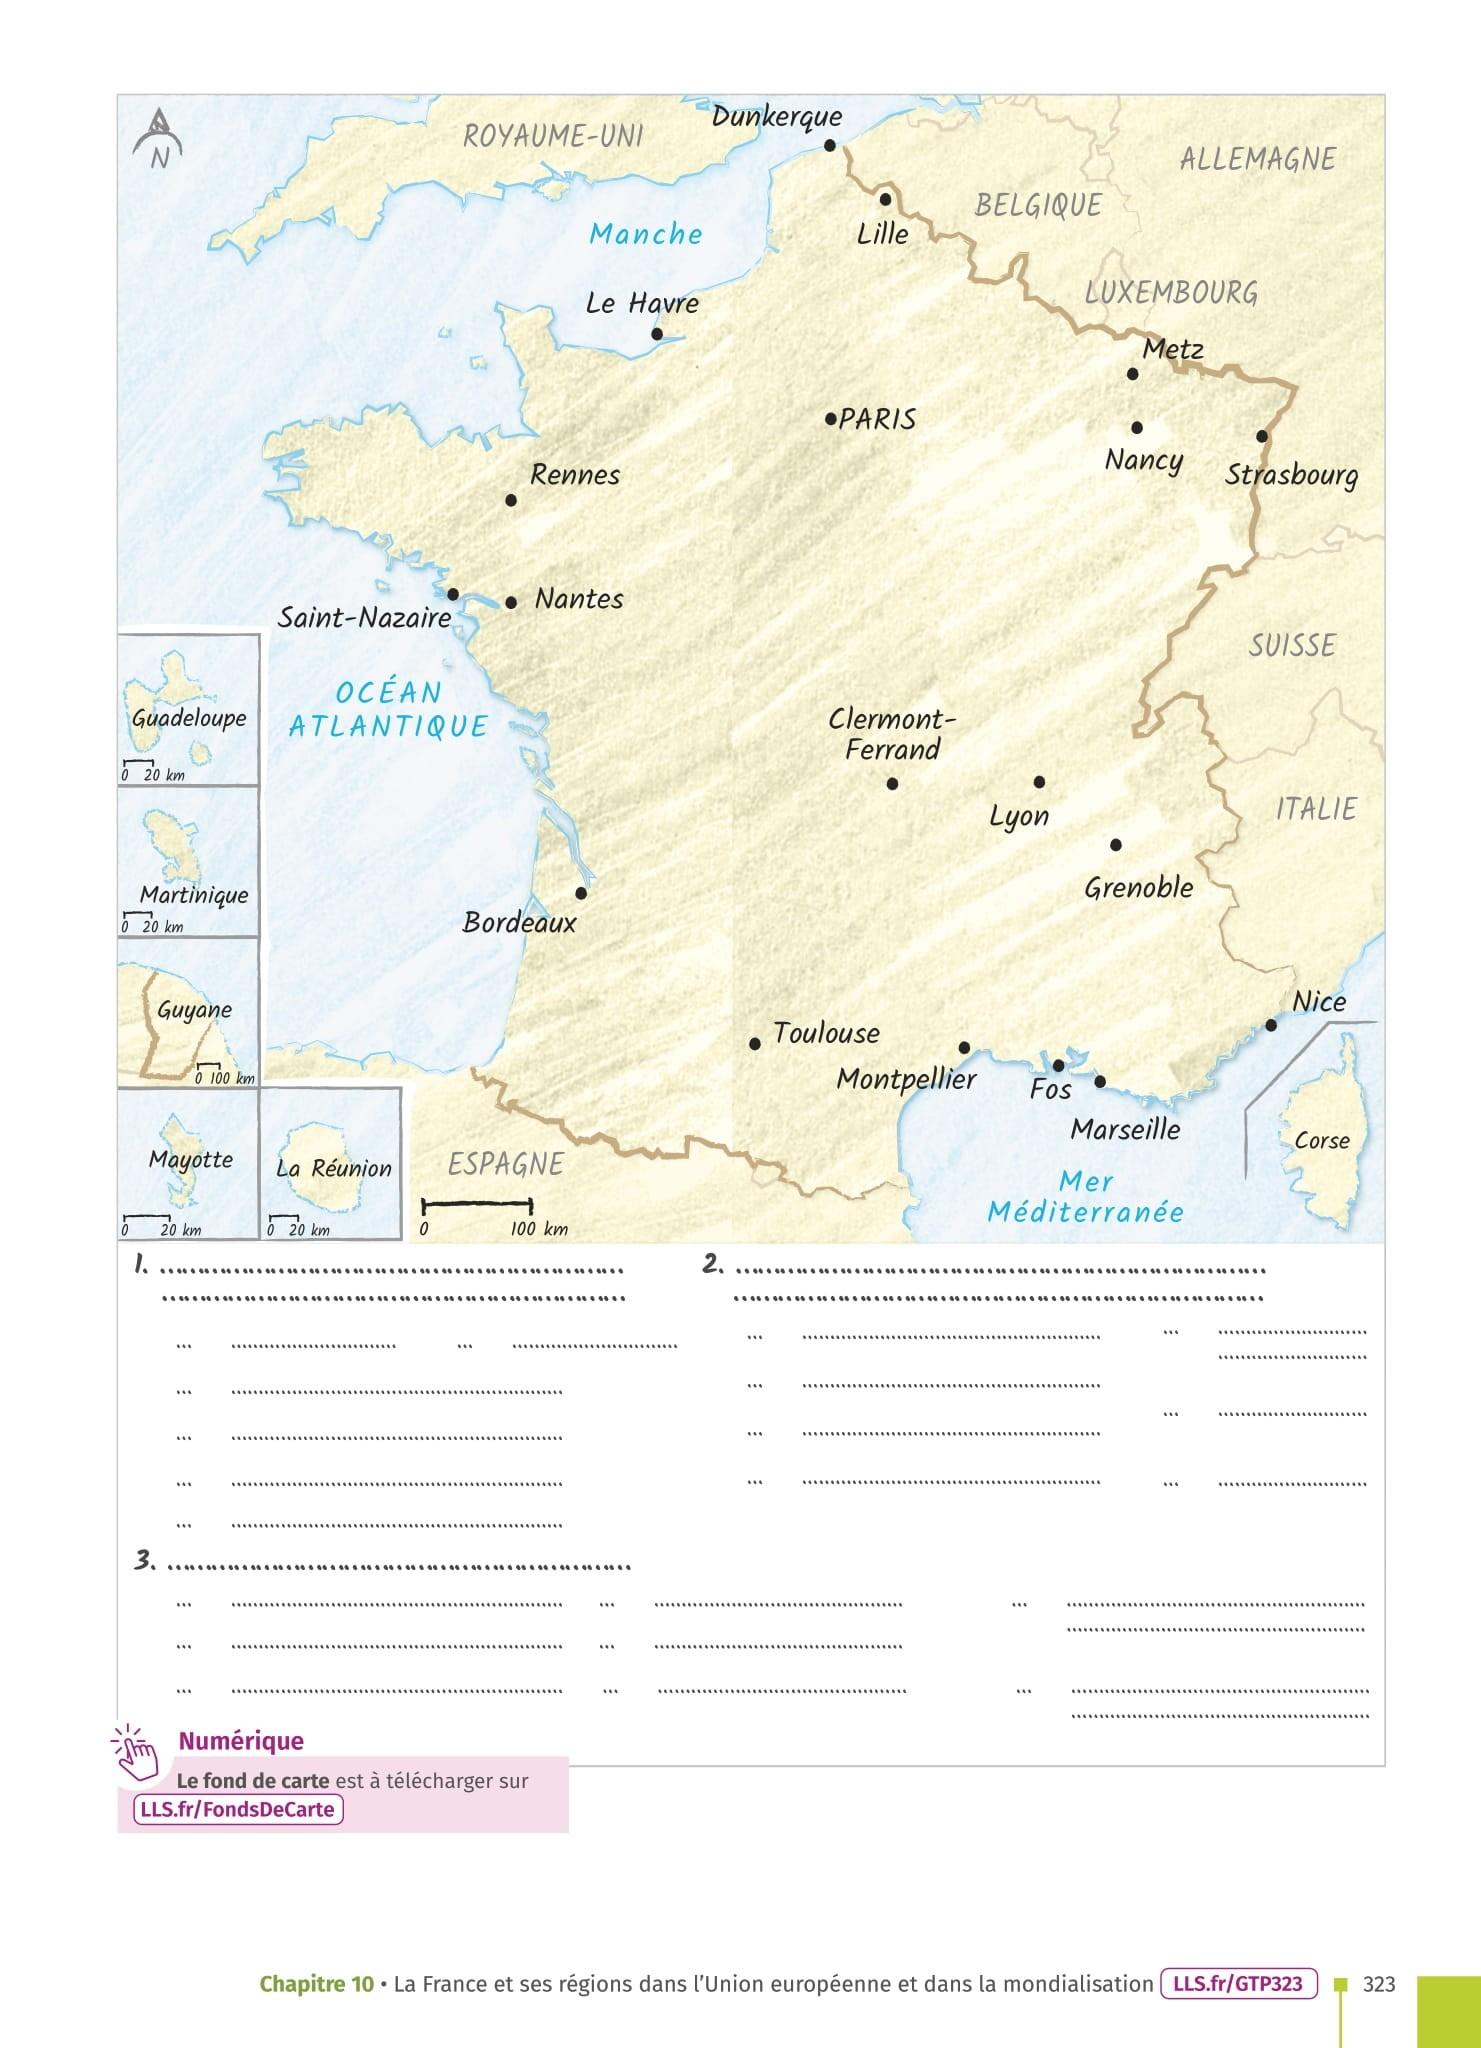 N
ROYAUME-UNI
Dunkerque
ALLEMAGNE
BELGIQUE
Manche
Lille
LUXEMBOURG
Le Havre
Metz
PARIS
Nancy
Strasbourg
Rennes
Saint-Nazaire
Nantes
SUISSE
OCÉAN
ATLANTIQUE
Guadeloupe
0 20 km
Clermont-
Ferrand
Lyon
ITALIE
Martinique
0 20 km
Grenoble
Bordeaux
Guyane
0 100 km
Nice
Toulouse
Montpellier
Fos
Marseille
Corse
Mayotte
0 20 km
La Réunion
0 20 km
ESPAGNE
0 100 km
Mer
Méditerranée
1.
2.
3.
Numérique
Le fond de carte est à télécharger sur
LLS.fr/FondsDeCarte
Chapitre 10 • La France et ses régions dans l’Union européenne et dans la mondialisation LLS.fr/GTP323 323